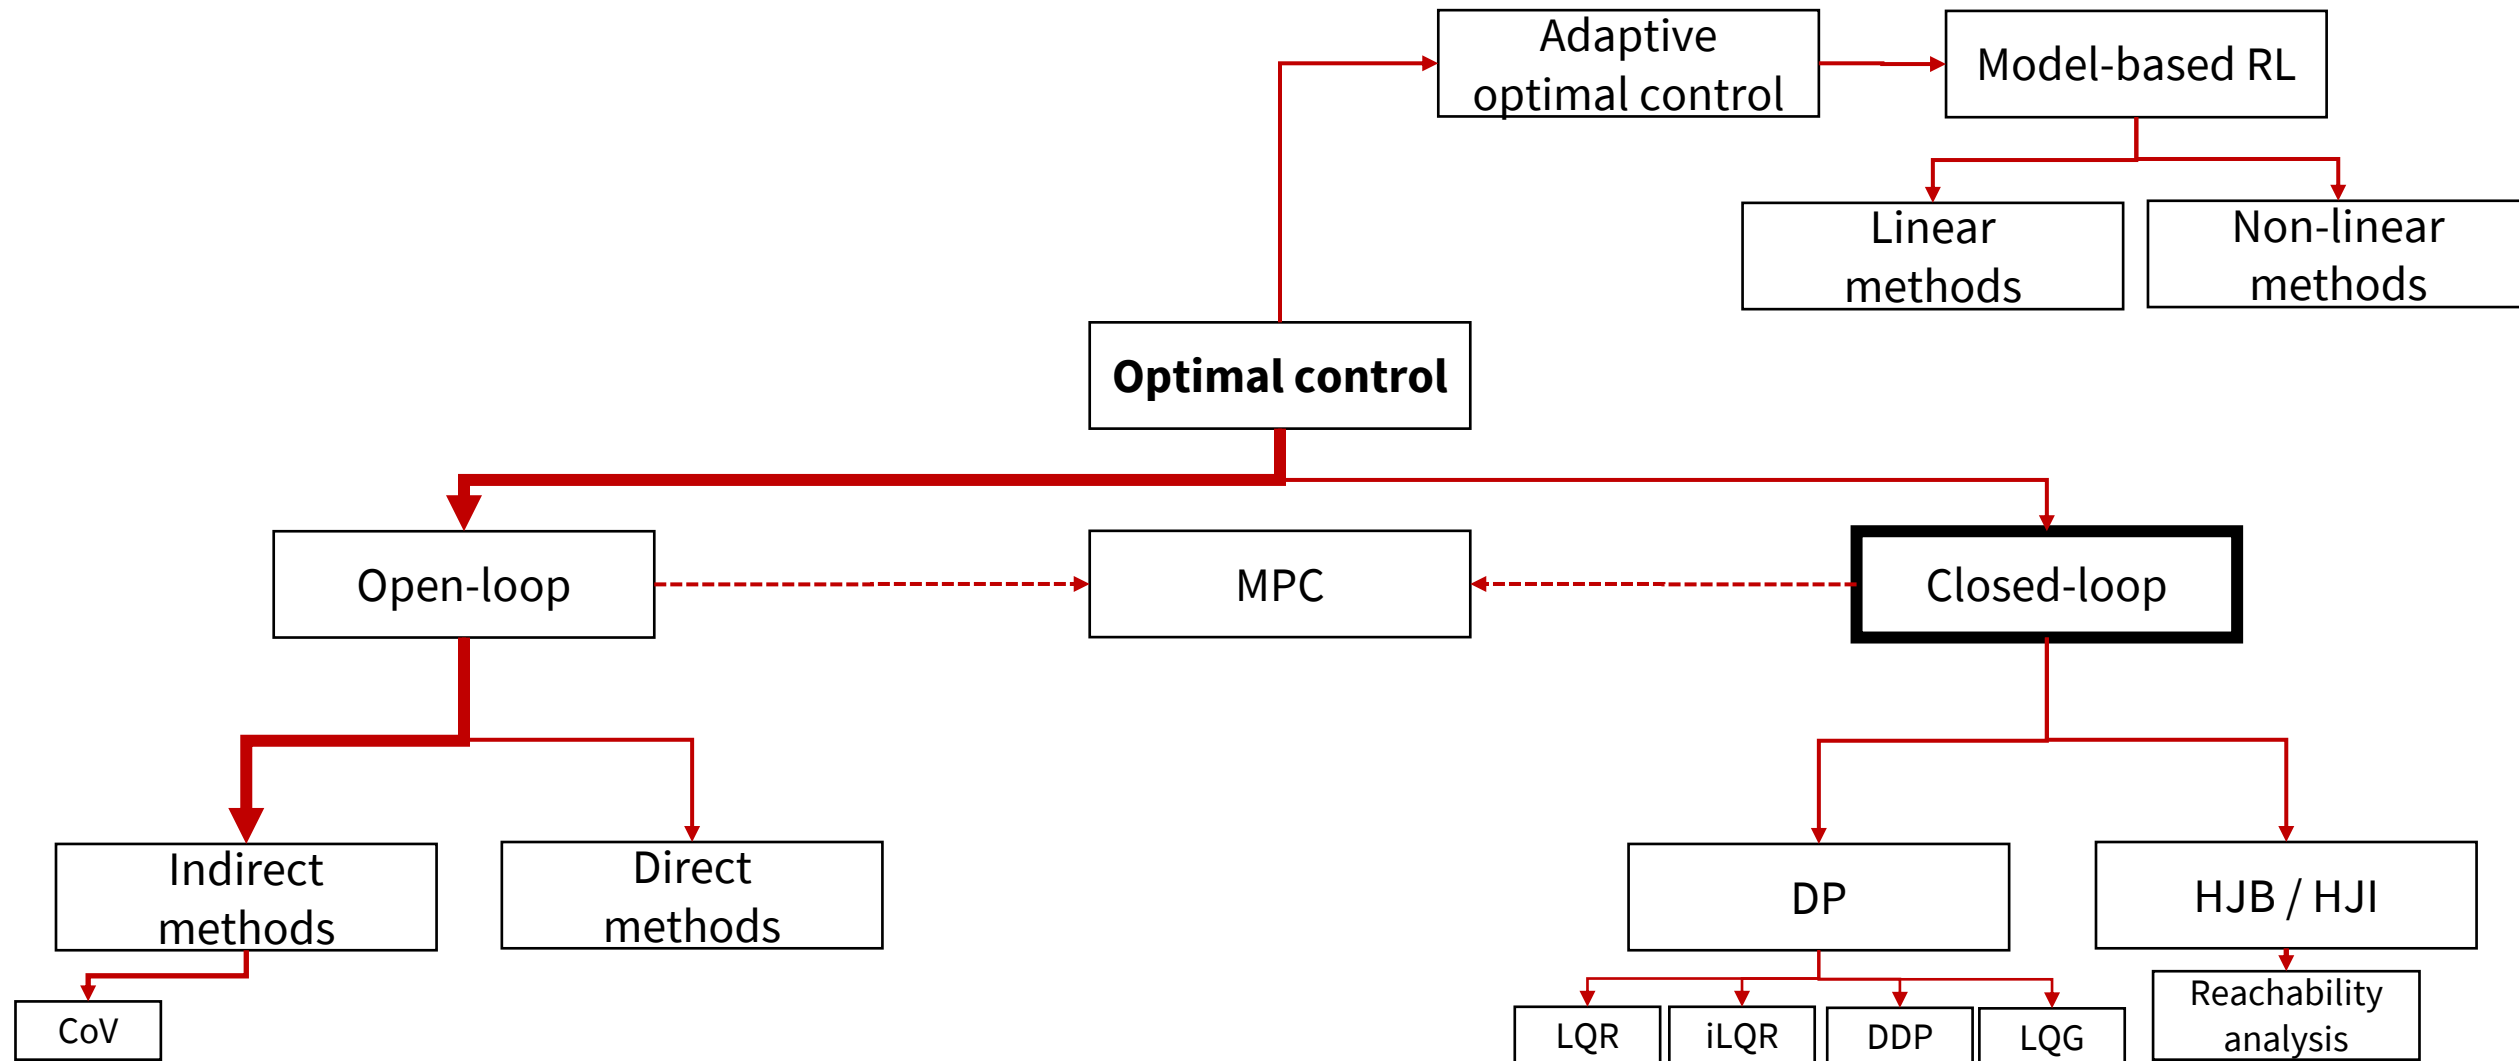 Adaptive
optimal control
Model-based RL
Linear
methods
Non-linear
methods
Optimal control
Open-loop
MPC
Closed-loop
Indirect
methods
Direct
methods
DP
HJB / HJI
CoV
LQR
iLQR
DDP
LQG
Reachability
analysis